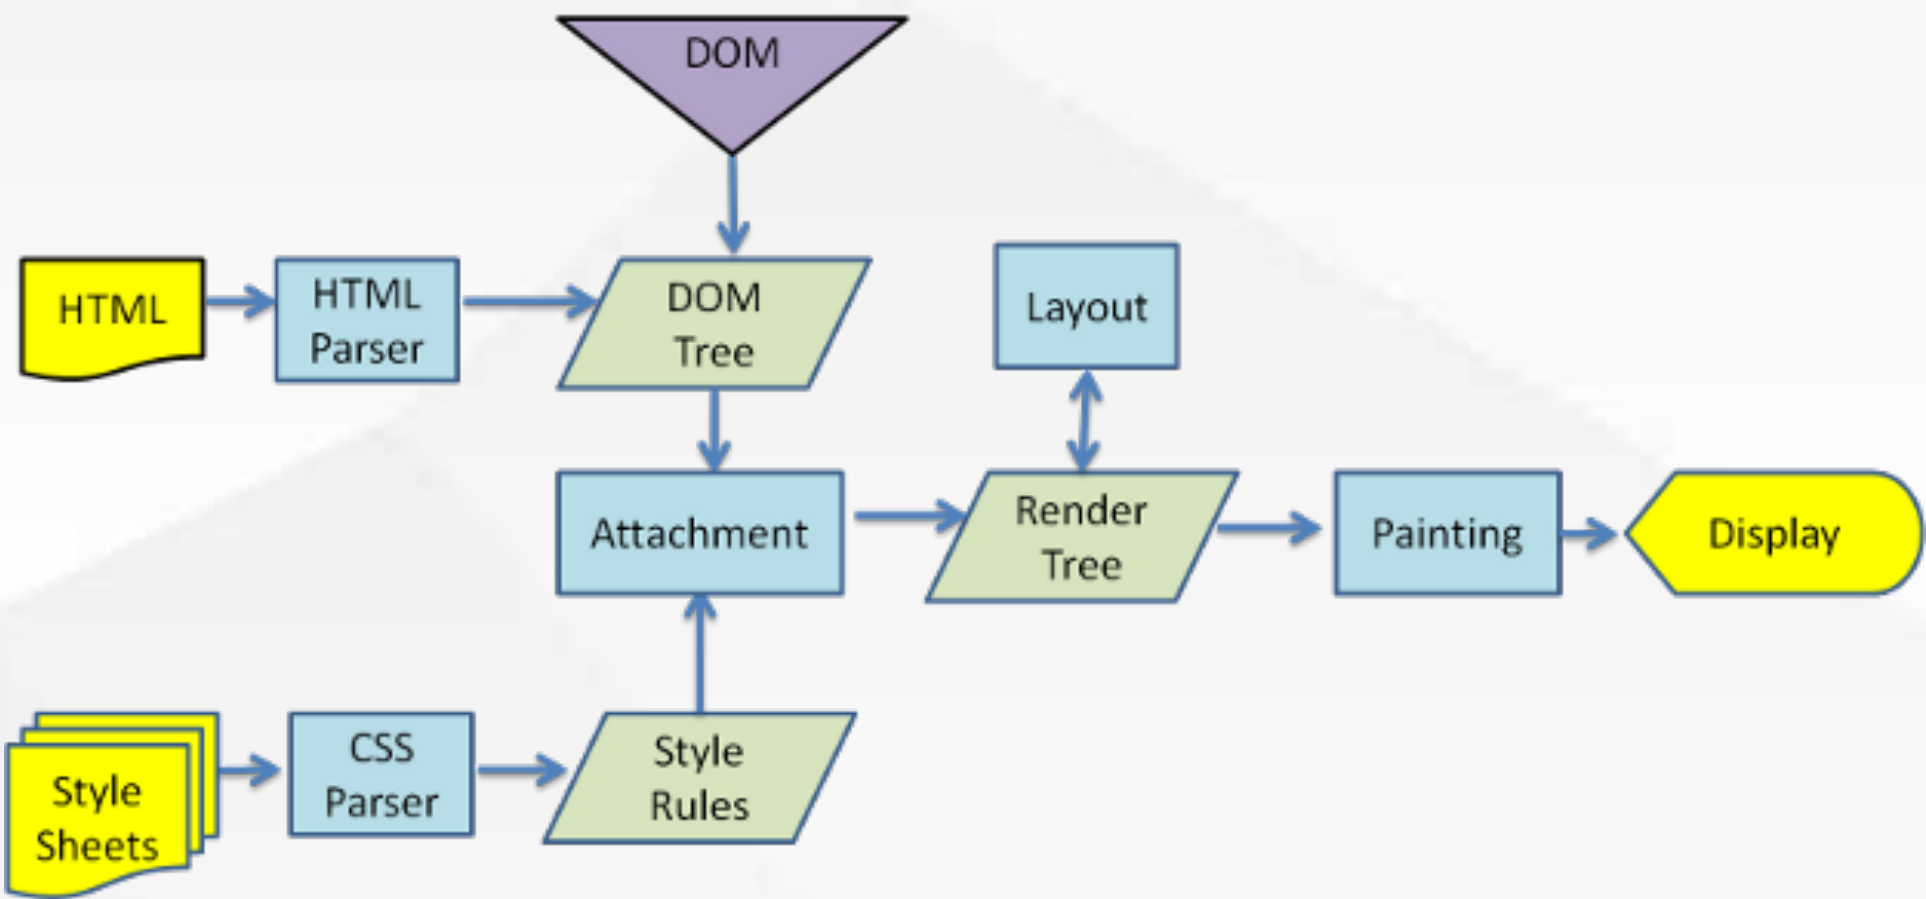 DOM
HTML
HTML
Parser
DOM
Tree
Layout
Attachment
Render
Tree
Painting
Display
Style
Sheets
CSS
Parser
Style
Rules